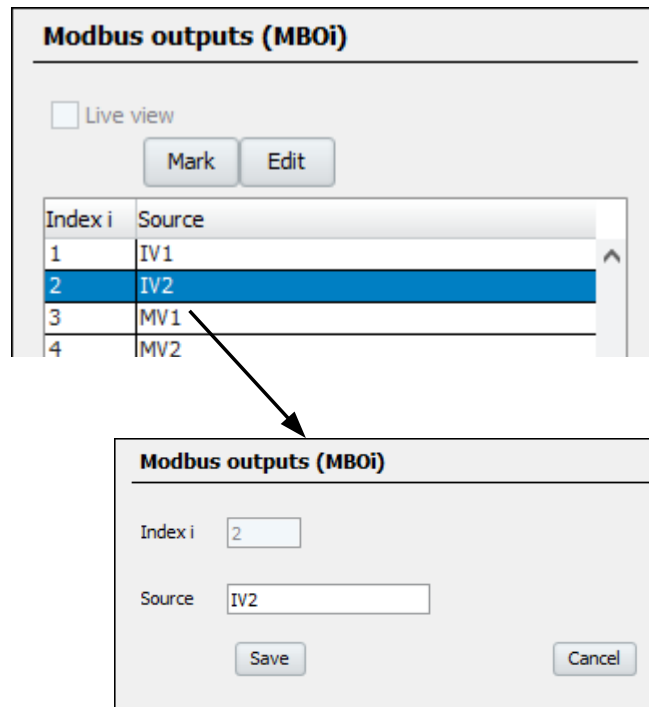 Modbus outputs (MBOi)
Live view
Mark Edit
Index i Source
1 IV1
2 IV2
3 MV1
4 MV2
Modbus outputs (MBOi)
Index i 2
Source IV2
Save Cancel